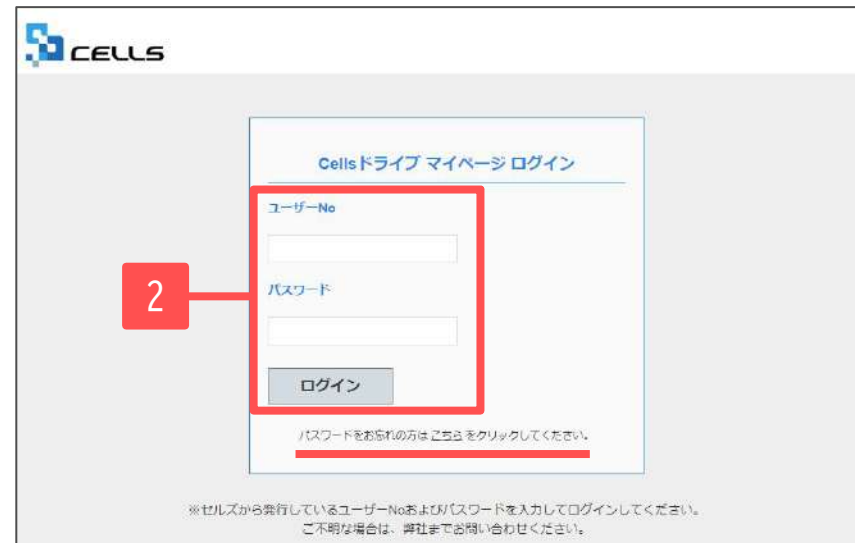 CELLS
Cellsドライブ マイページ ログイン
ユーザーNo
2
パスワード
ログイン
パスワードをお忘れの方はこちらをクリックしてください。
※セルズから発行しているユーザーNoおよびパスワードを入力してログインしてください。
ご不明な場合は、弊社までお問い合わせください。